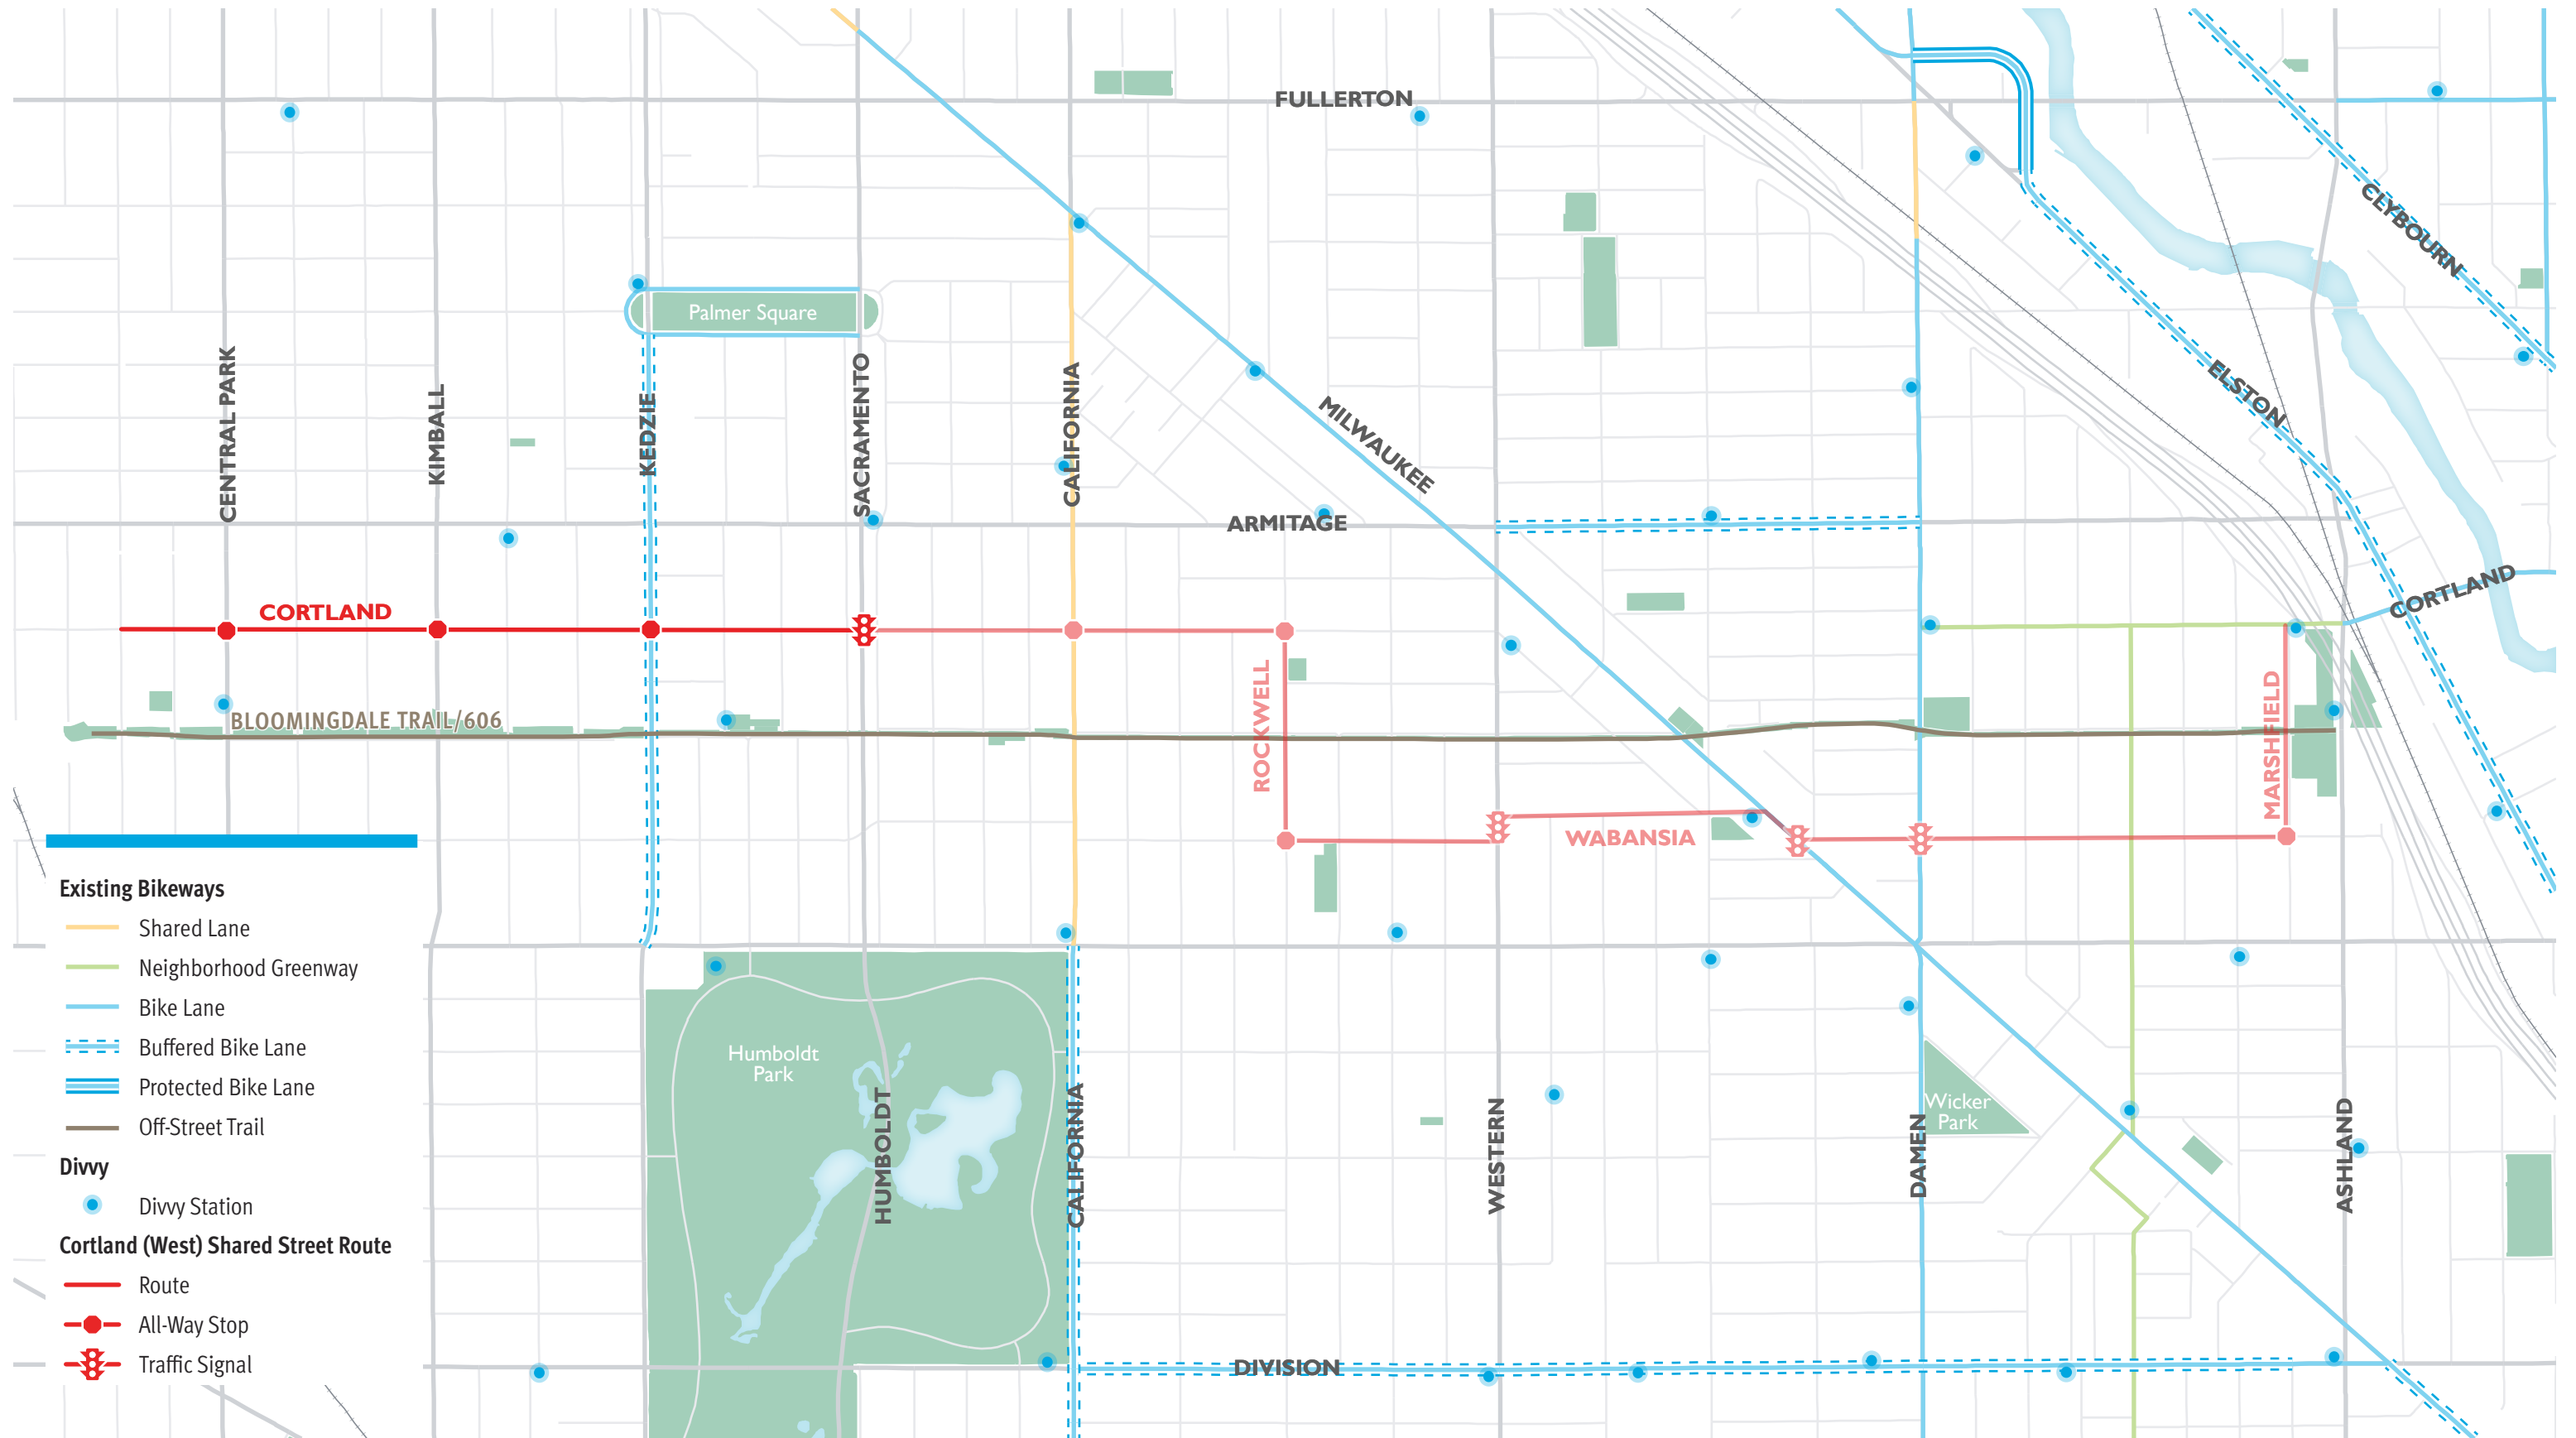 FULLERTON
CLYBOURN
Palmer Square
CENTRAL PARK
KIMBALL
KEDZIE
SACRAMENTO
CALIFORNIA
MILWAUKEE
ELSTON
ARMITAGE
CORTLAND
CORTLAND
ROCKWELL
MARSHFIELD
BLOOMINGDALE TRAIL/606
WABANSIA
Existing Bikeways
Shared Lane
Neighborhood Greenway
Bike Lane
Buffered Bike Lane
Protected Bike Lane
Off-Street Trail
Divvy
Divvy Station
Cortland (West) Shared Street Route
Route
All-Way Stop
Traffic Signal
Humboldt
Park
HUMBOLDT
CALIFORNIA
WESTERN
DAMEN
Wicker
Park
ASHLAND
DIVISION